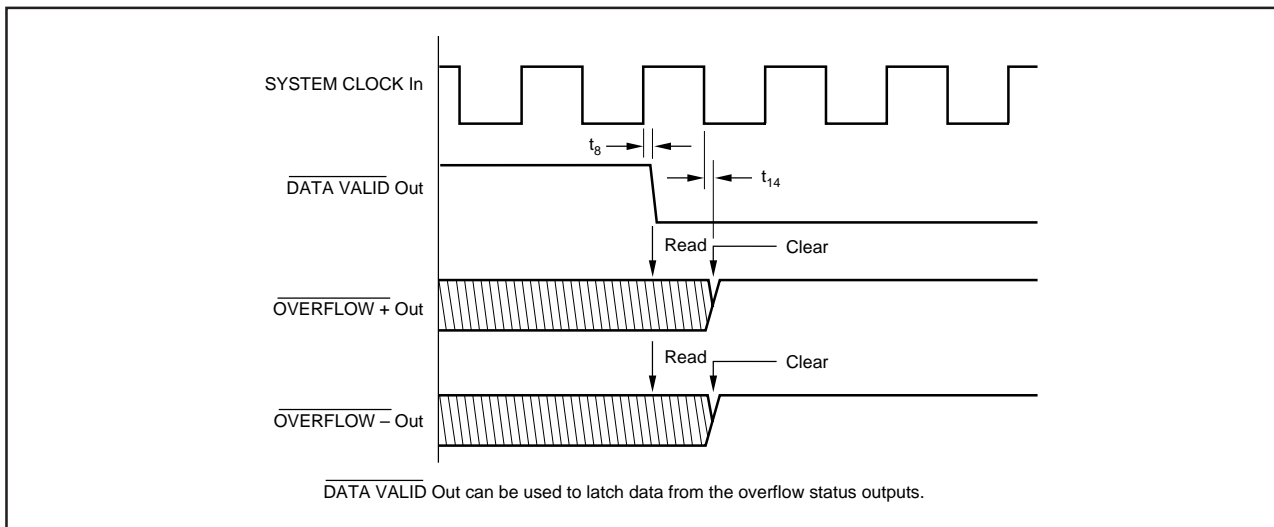 SYSTEM CLOCK In
t8
DATA VALID Out
t14
Read
Clear
OVERFLOW + Out
Read
Clear
OVERFLOW – Out
DATA VALID Out can be used to latch data from the overflow status outputs.